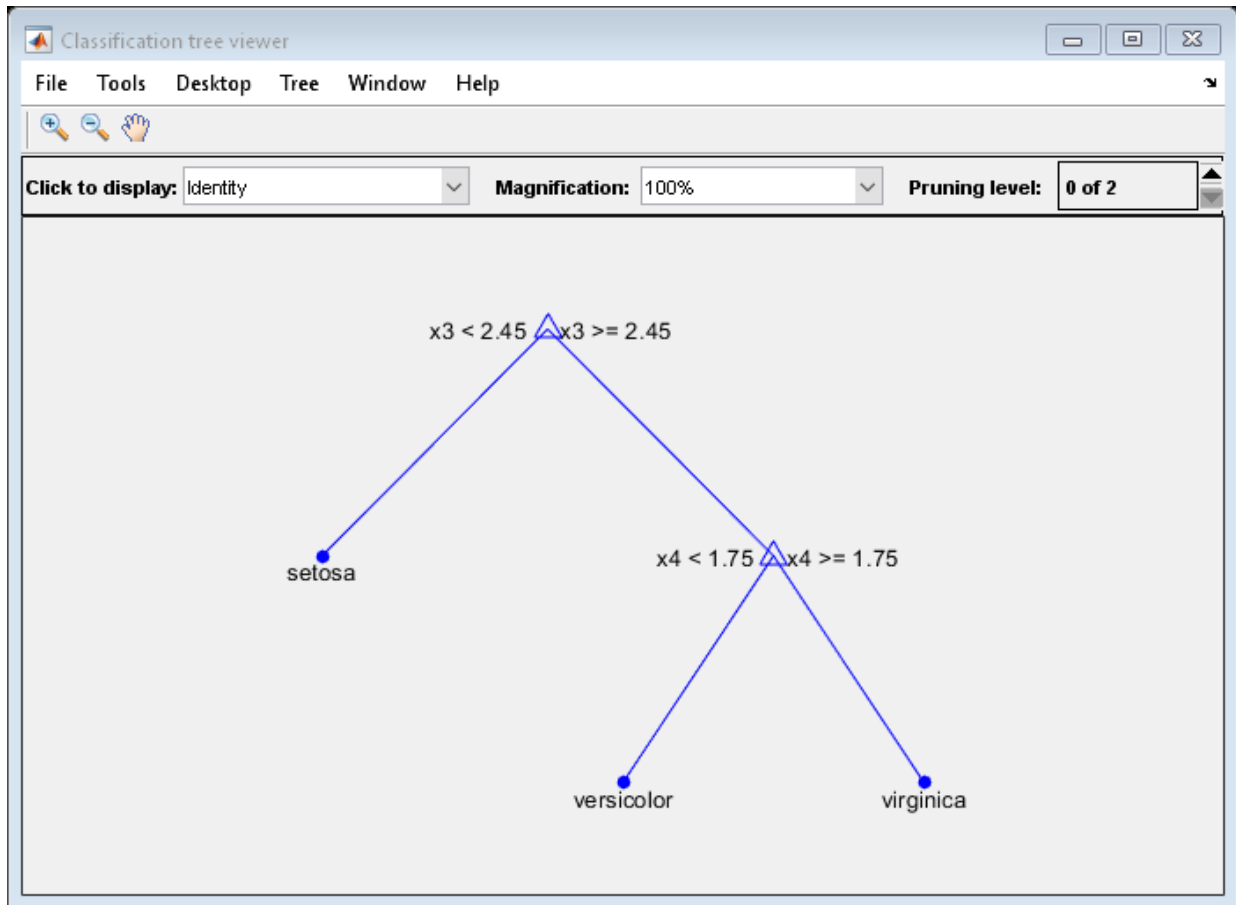 Classification tree viewer
File Tools Desktop Tree Window Help
Click to display: Identity Magnification: 100% Pruning level: 0 of 2
x3 < 2.45 x3 >= 2.45
setosa
x4 < 1.75 x4 >= 1.75
versicolor
virginica